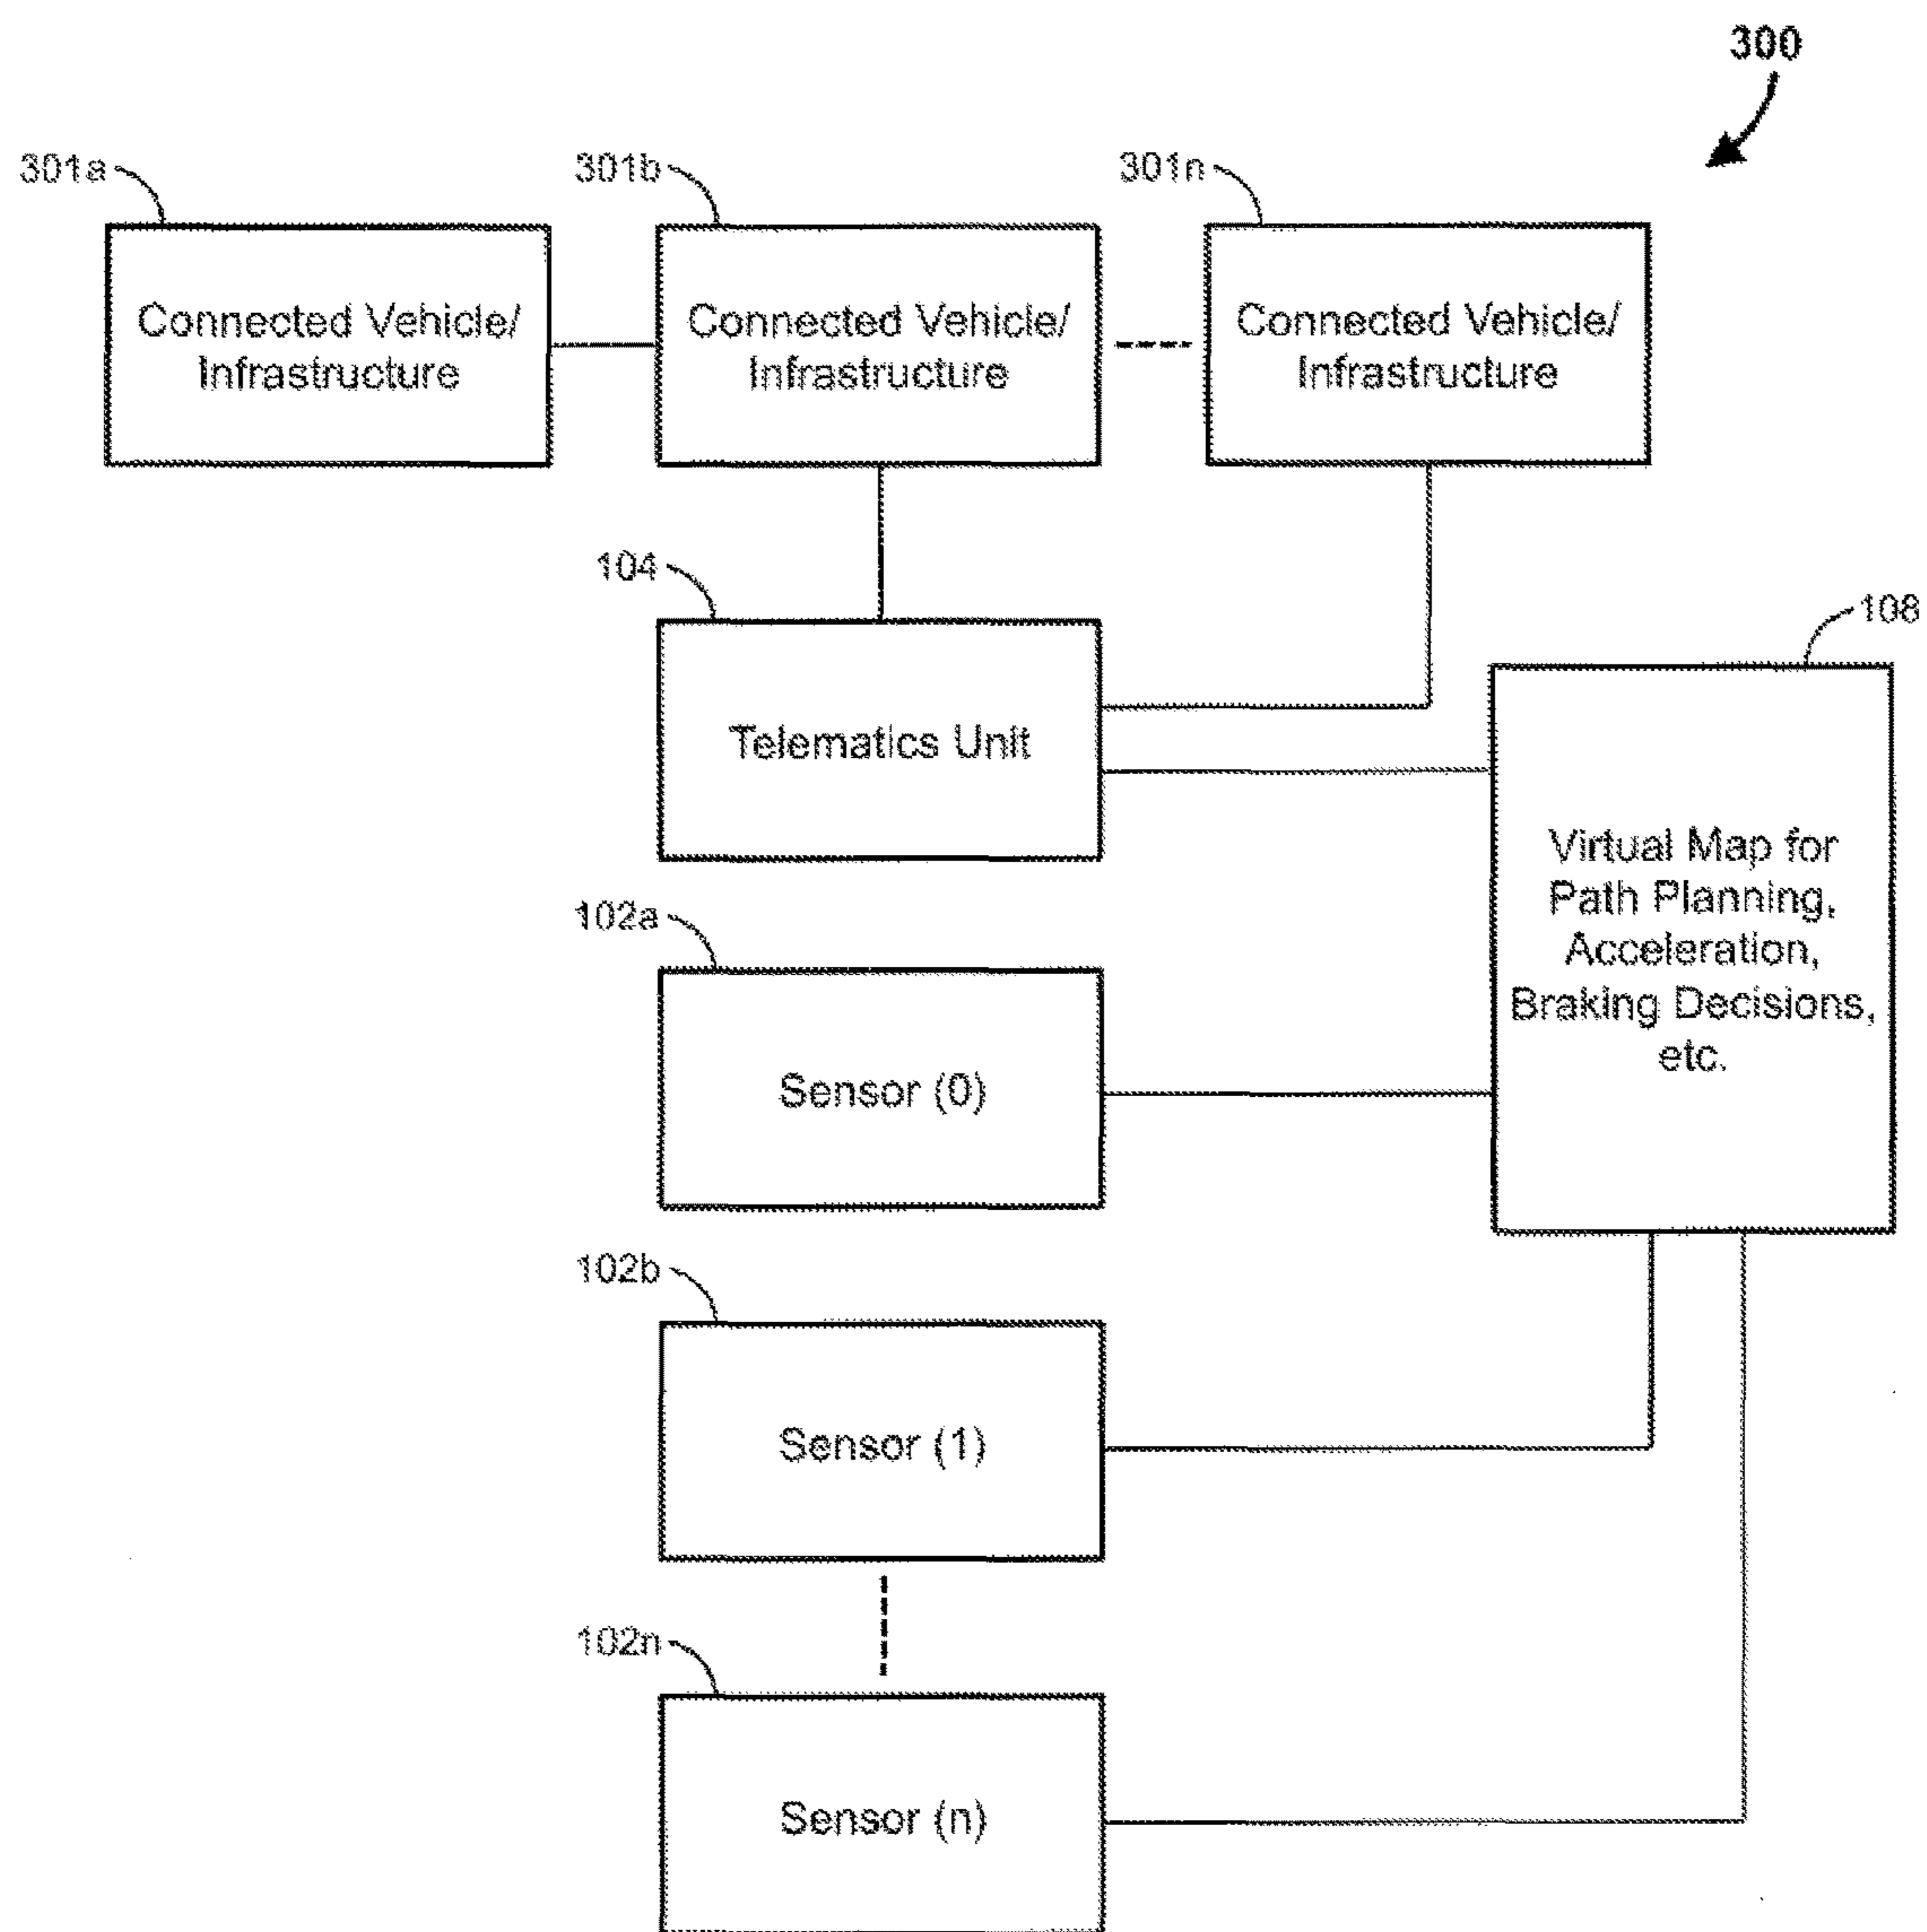 300
301a
301b
301n
Connected Vehicle/
Infrastructure
Connected Vehicle/
Infrastructure
Connected Vehicle/
Infrastructure
104
108
Telematics Unit
Virtual Map for
Path Planning,
Acceleration,
Braking Decisions,
etc.
102a
Sensor (0)
102b
Sensor (1)
102n
Sensor (n)